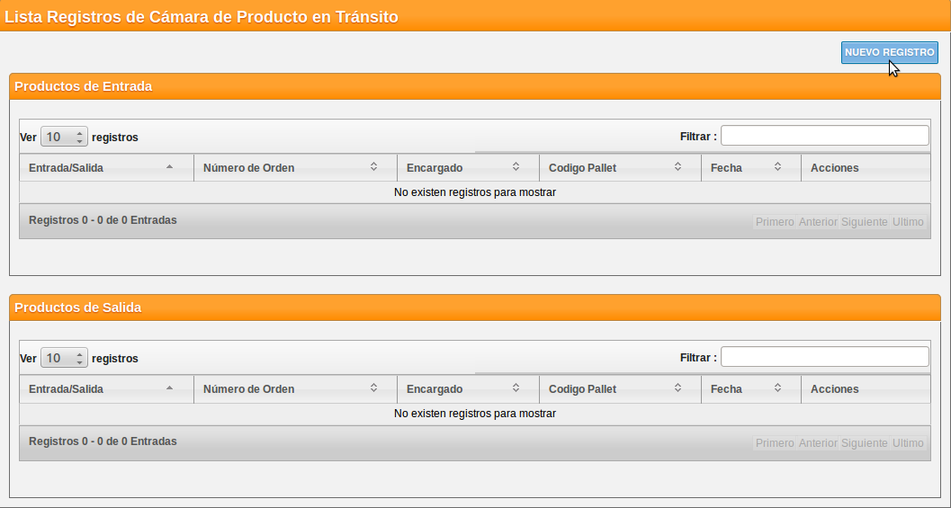 Lista Registros de Cámara de Producto en Tránsito
NUEVO REGISTRO
Productos de Entrada
Ver 10 registros Filtrar :
Entrada/Salida Número de Orden Encargado Codigo Pallet Fecha Acciones
No existen registros para mostrar
Registros 0 - 0 de 0 Entradas Primero Anterior Siguiente Ultimo
Productos de Salida
Ver 10 registros Filtrar :
Entrada/Salida Número de Orden Encargado Codigo Pallet Fecha Acciones
No existen registros para mostrar
Registros 0 - 0 de 0 Entradas Primero Anterior Siguiente Ultimo